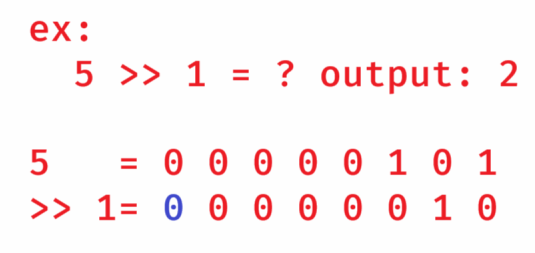 ex:
5 >> 1 = ? output: 2
5 = 0 0 0 0 0 1 0 1
>> 1= 0 0 0 0 0 0 1 0